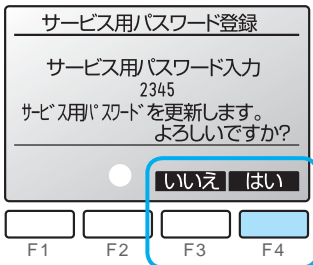 サービス用パスワード登録
サービス用パスワード入力
2345
ｻｰﾋﾞｽ用ﾊﾟｽﾜｰﾄﾞを更新します。
よろしいですか?
いいえ はい
F1 F2 F3 F4